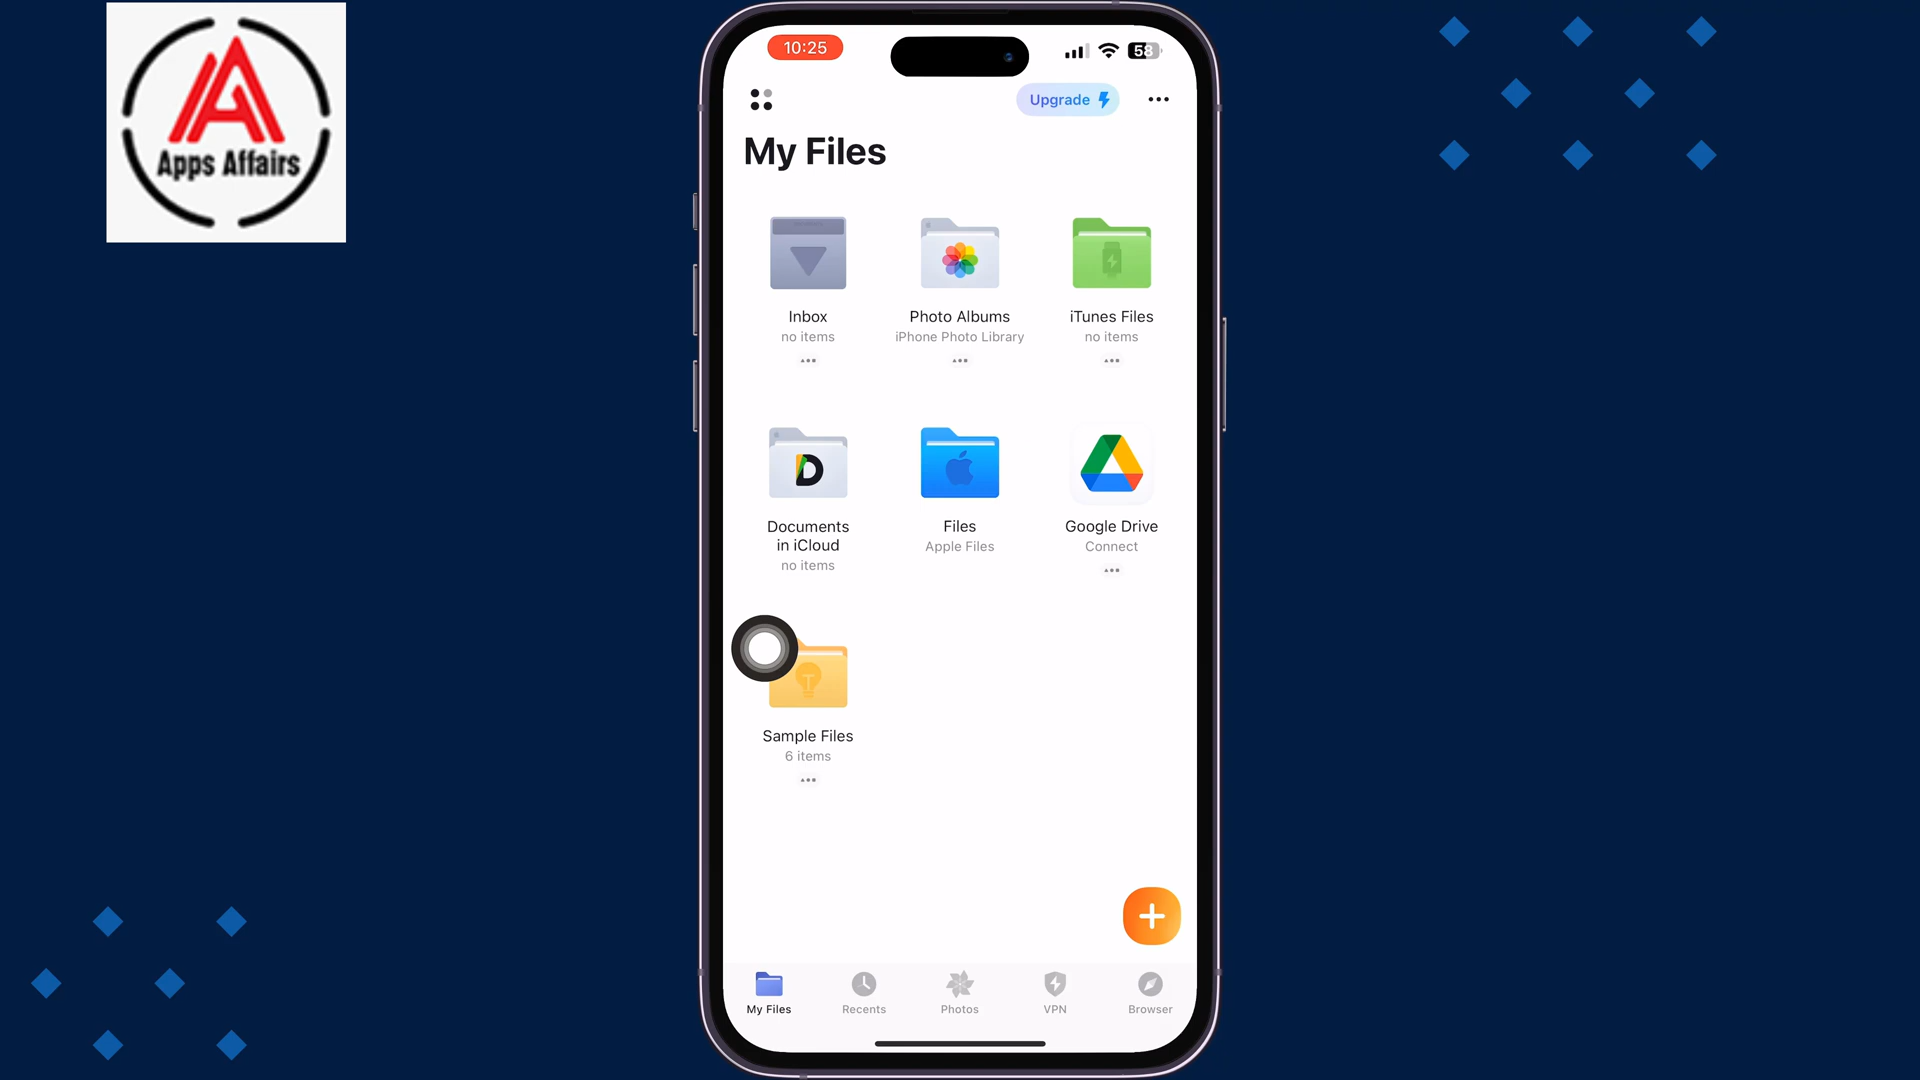 Apps Affairs
10:25
58
Upgrade
My Files
Inbox
no items
Photo Albums
iPhone Photo Library
iTunes Files
no items
Documents
in iCloud
no items
Files
Apple Files
Google Drive
Connect
Sample Files
6 items
My Files
Recents
Photos
VPN
Browser